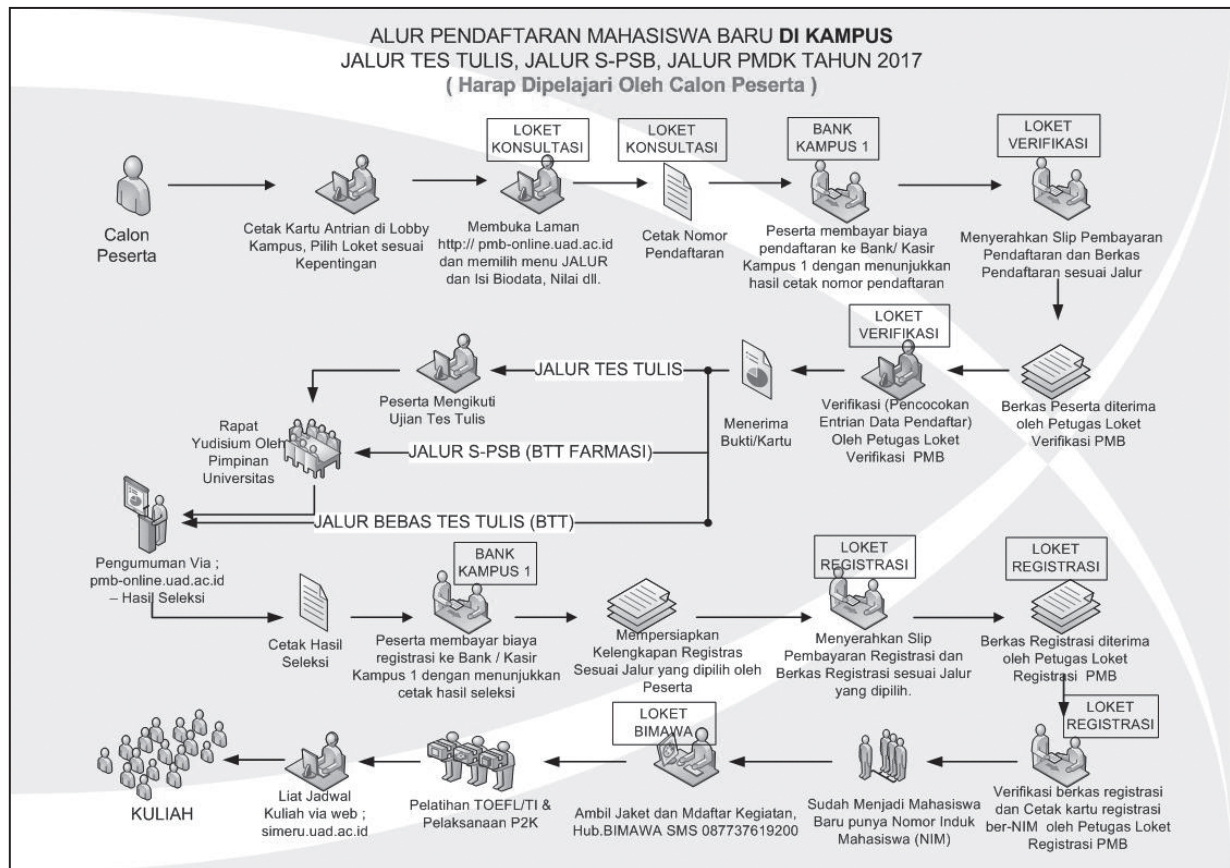 ALUR PENDAFTARAN MAHASISWA BARU DI KAMPUS
JALUR TES TULIS, JALUR S-PSB, JALUR PMDK TAHUN 2017
( Harap Dipelajari Oleh Calon Peserta )
Calon
Peserta
Cetak Kartu Antrian di Lobby
Kampus, Pilih Loket sesuai
Kepentingan
LOKET
KONSULTASI
Membuka Laman
http:// pmb-online.uad.ac.id
dan memilih menu JALUR
dan Isi Biodata, Nilai dll.
LOKET
KONSULTASI
Cetak Nomor
Pendaftaran
BANK
KAMPUS 1
Peserta membayar biaya
pendaftaran ke Bank/ Kasir
Kampus 1 dengan menunjukkan
hasil cetak nomor pendaftaran
LOKET
VERIFIKASI
Menyerahkan Slip Pembayaran
Pendaftaran dan Berkas
Pendaftaran sesuai Jalur
Berkas Peserta diterima
oleh Petugas Loket
Verifikasi PMB
LOKET
VERIFIKASI
Verifikasi (Pencocokan
Entrian Data Pendaftar)
Oleh Petugas Loket
Verifikasi PMB
Menerima
Bukti/Kartu
JALUR TES TULIS
Peserta Mengikuti
Ujian Tes Tulis
Rapat
Yudisium Oleh
Pimpinan
Universitas
JALUR S-PSB (BTT FARMASI)
JALUR BEBAS TES TULIS (BTT)
Pengumuman Via ;
pmb-online.uad.ac.id
– Hasil Seleksi
Cetak Hasil
Seleksi
BANK
KAMPUS 1
Peserta membayar biaya
registrasi ke Bank / Kasir
Kampus 1 dengan menunjukkan
cetak hasil seleksi
Mempersiapkan
Kelengkapan Registras
Sesuai Jalur yang dipilih oleh
Peserta
LOKET
REGISTRASI
Menyerahkan Slip
Pembayaran Registrasi dan
Berkas Registrasi sesuai Jalur
yang dipilih.
LOKET
REGISTRASI
Berkas Registrasi diterima
oleh Petugas Loket
Registrasi PMB
LOKET
REGISTRASI
Verifikasi berkas registrasi
dan Cetak kartu registrasi
ber-NIM oleh Petugas Loket
Registrasi PMB
Sudah Menjadi Mahasiswa
Baru punya Nomor Induk
Mahasiswa (NIM)
LOKET
BIMAWA
Ambil Jaket dan Mdaftar Kegiatan,
Hub.BIMAWA SMS 087737619200
Pelatihan TOEFL/TI &
Pelaksanaan P2K
Liat Jadwal
Kuliah via web ;
simeru.uad.ac.id
KULIAH